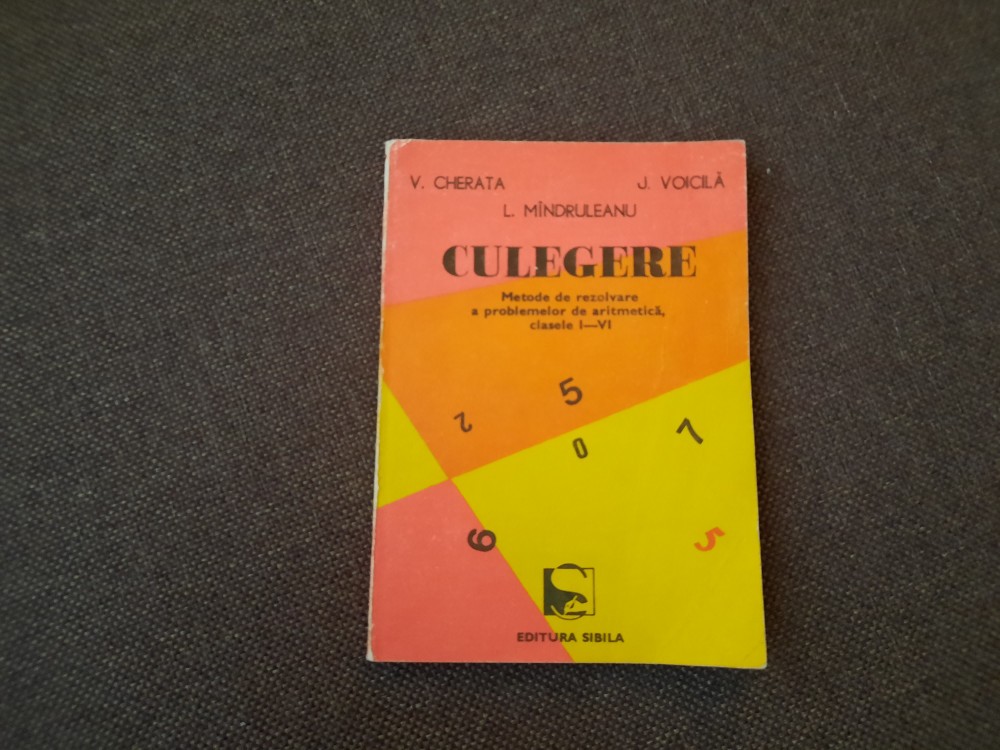 V. CHERATA J. VOICILĂ
L. MÎNDRULEANU
CULEGERE
Metode de rezolvare
a problemelor de aritmetică,
clasele I—VI
5
2
7
0
6
5
S
EDITURA SIBILA